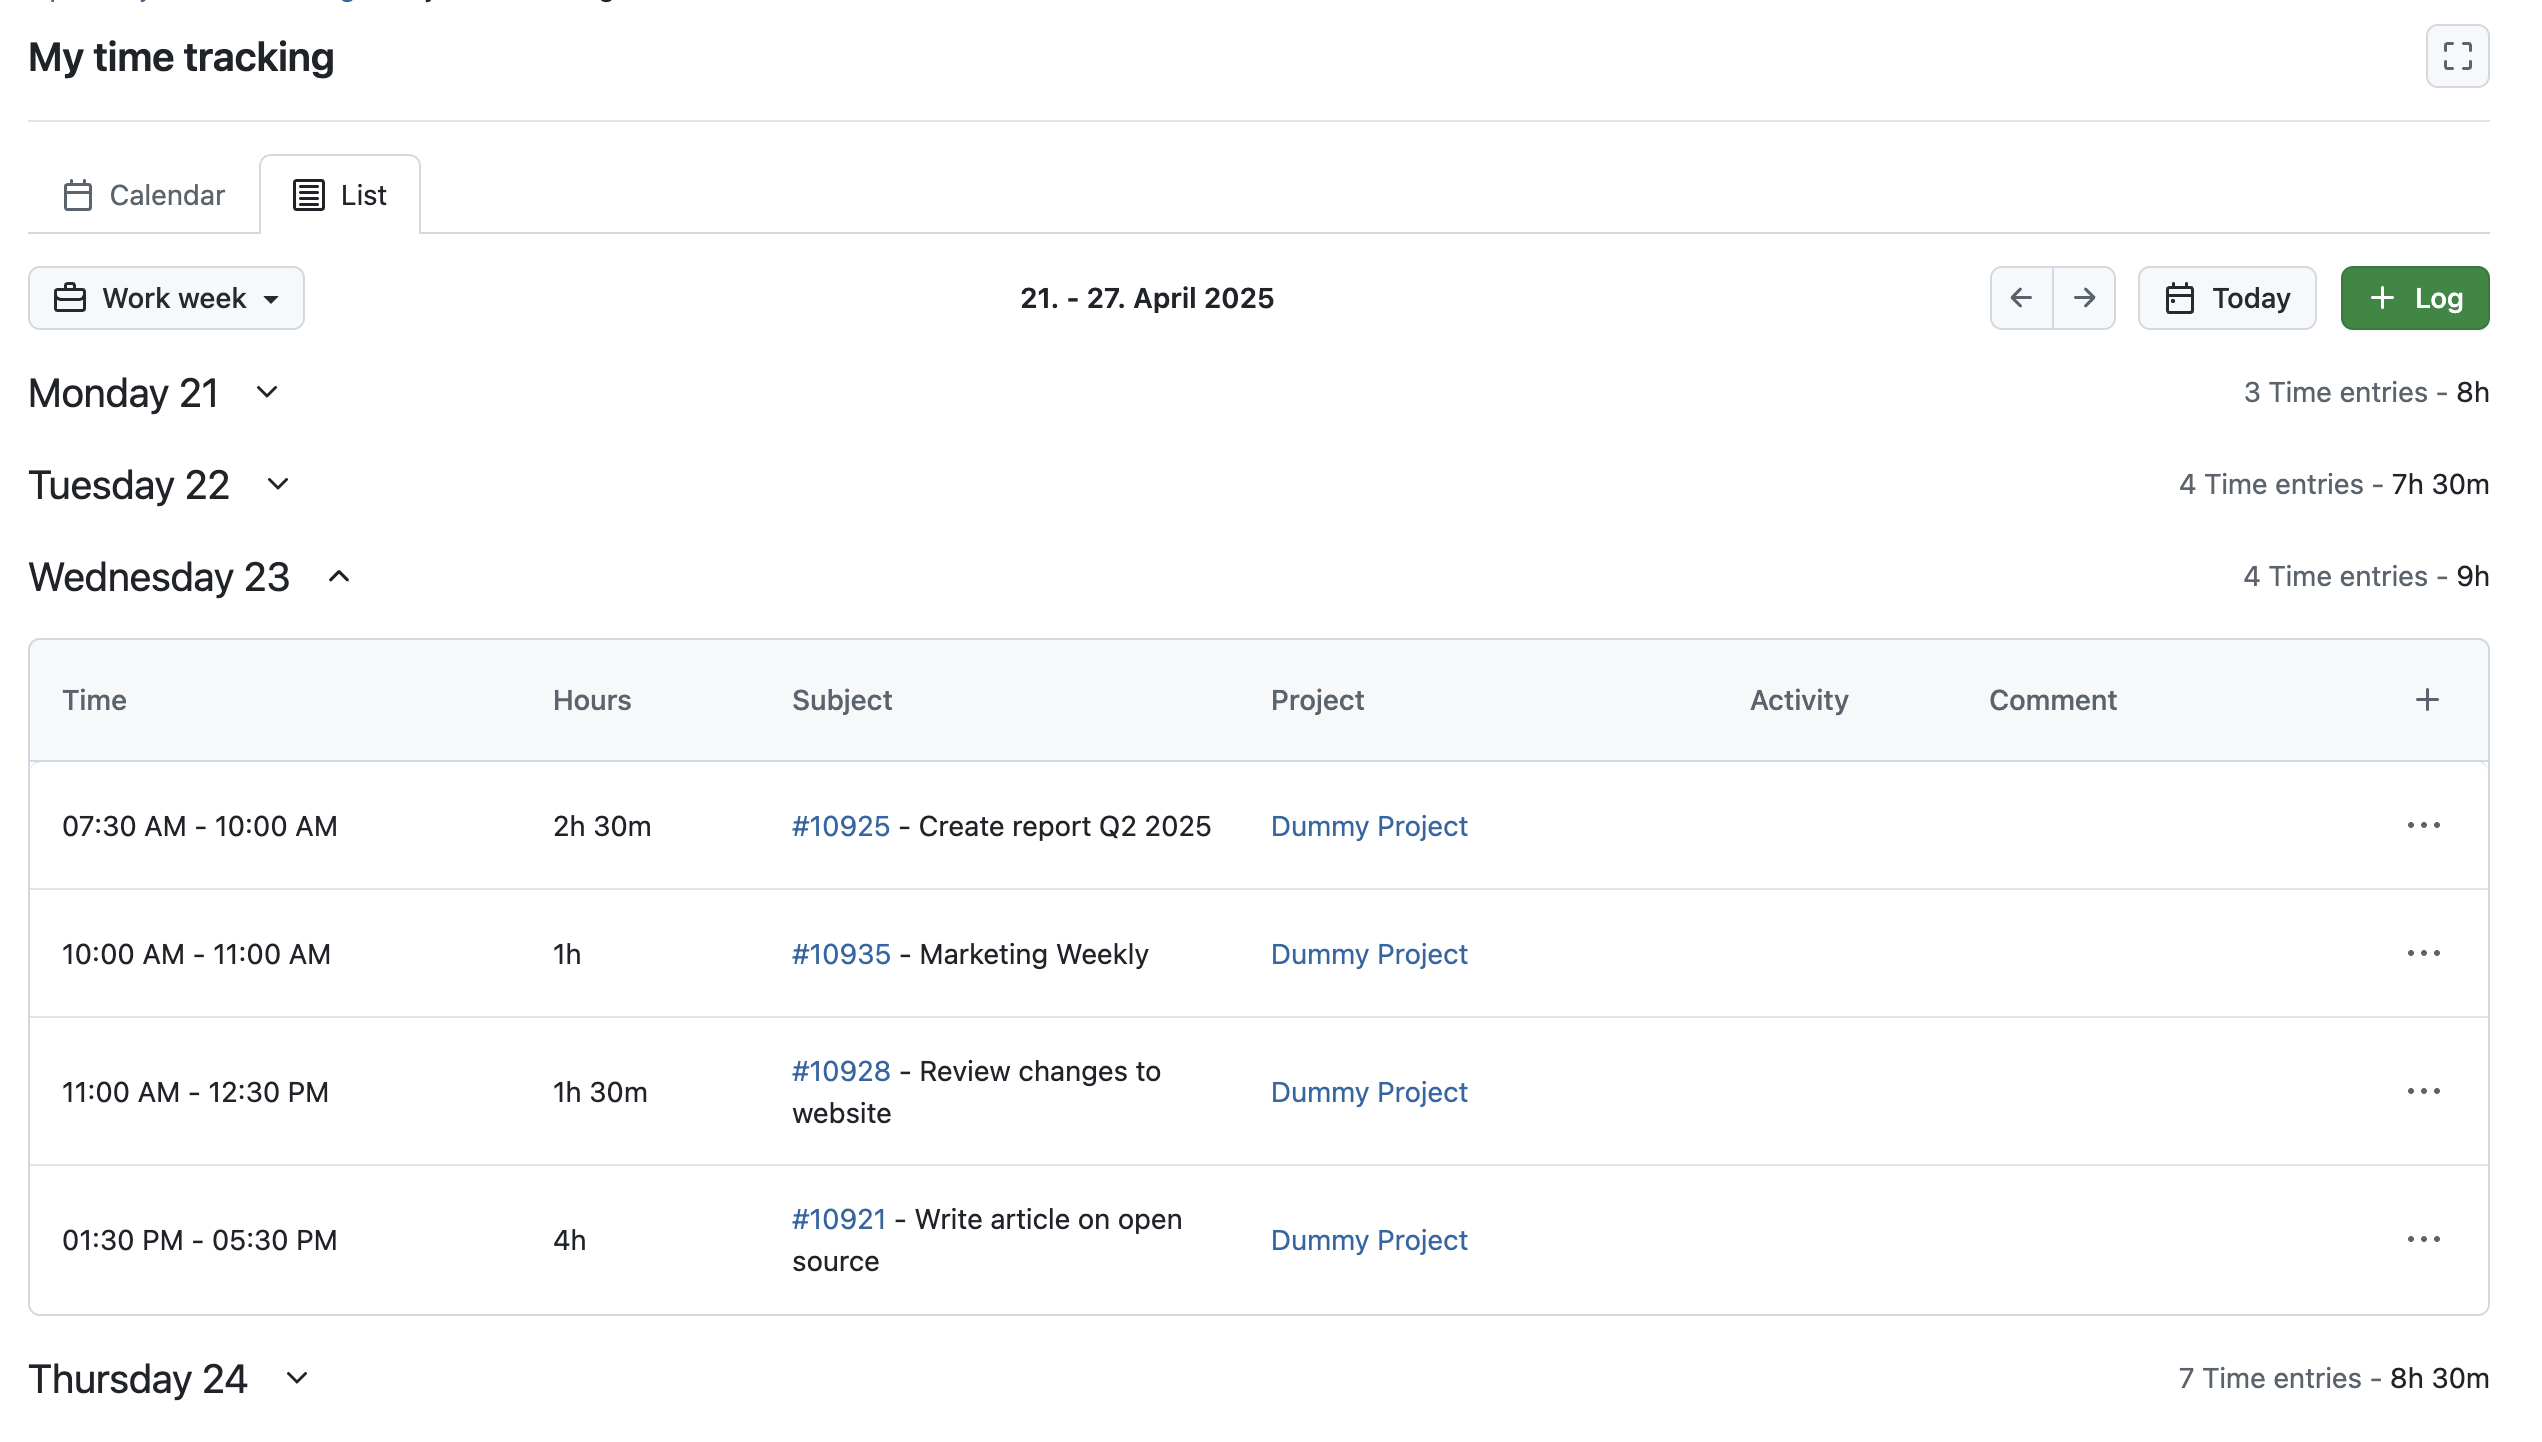 My time tracking
Calendar
List
Work week
21. - 27. April 2025
Today
+ Log
Monday 21
3 Time entries - 8h
Tuesday 22
4 Time entries - 7h 30m
Wednesday 23
4 Time entries - 9h
Time Hours Subject Project Activity Comment +
07:30 AM - 10:00 AM 2h 30m #10925 - Create report Q2 2025 Dummy Project
10:00 AM - 11:00 AM 1h #10935 - Marketing Weekly Dummy Project
11:00 AM - 12:30 PM 1h 30m #10928 - Review changes to
website
Dummy Project
01:30 PM - 05:30 PM 4h #10921 - Write article on open
source
Dummy Project
Thursday 24
7 Time entries - 8h 30m